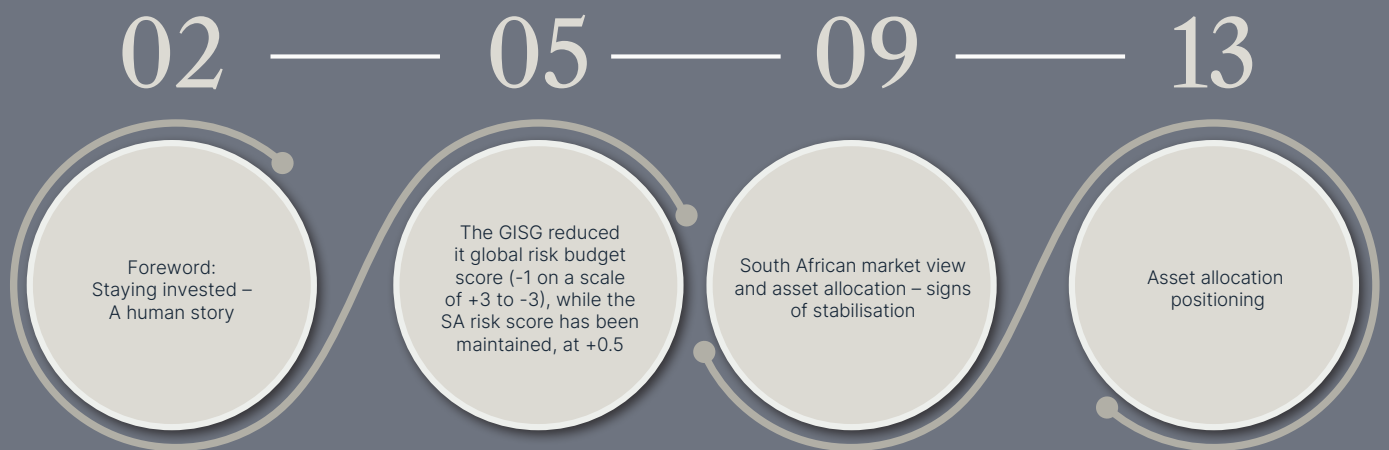 02
05
09
13
Foreword:
Staying invested –
A human story
The GISG reduced
it global risk budget
score (-1 on a scale
of +3 to -3), while the
SA risk score has been
maintained, at +0.5
South African market view
and asset allocation – signs
of stabilisation
Asset allocation
positioning